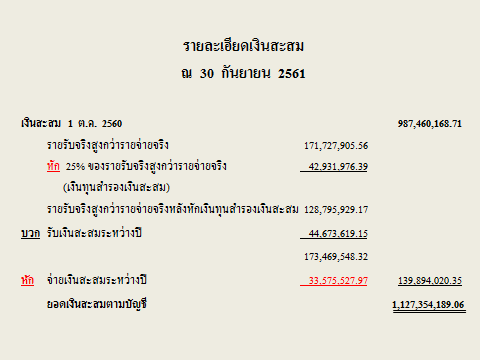 รายละเอียดเงินสะสม
ณ 30 กันยายน 2561
เงินสะสม 1 ต.ค. 2560 987,460,168.71
รายรับจริงสูงกว่ารายจ่ายจริง 171,727,905.56
หัก 25% ของรายรับจริงสูงกว่ารายจ่ายจริง 42,931,976.39
(เงินทุนสำรองเงินสะสม)
รายรับจริงสูงกว่ารายจ่ายจริงหลังหักเงินทุนสำรองเงินสะสม 128,795,929.17
บวก รับเงินสะสมระหว่างปี 44,673,619.15
173,469,548.32
หัก จ่ายเงินสะสมระหว่างปี 33,575,527.97 139,894,020.35
ยอดเงินสะสมตามบัญชี 1,127,354,189.06